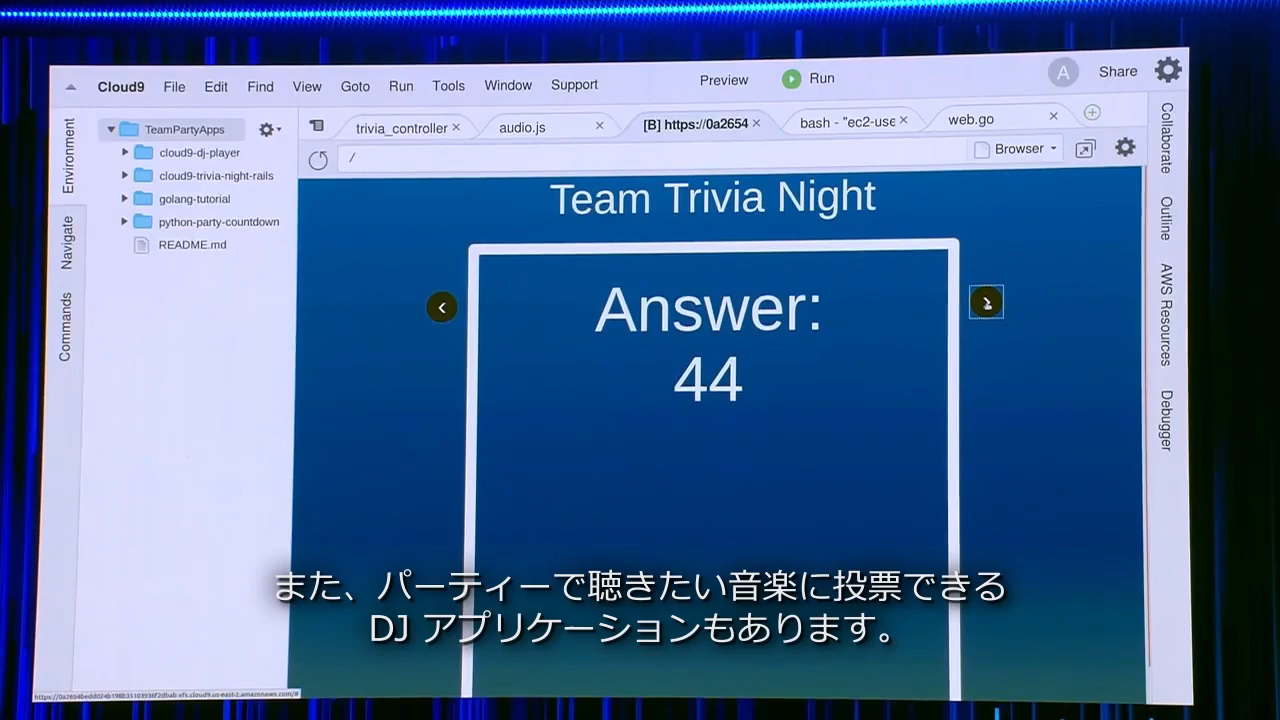 Cloud9 File Edit Find View Goto Run Tools Window Support Preview Run A Share
Environment
Navigate
Commands
TeamPartyApps
cloud9-dj-player
cloud9-trivia-night-rails
golang-tutorial
python-party-countdown
README.md
trivia_controller audio.js [B] https://0a2654 bash - "ec2-use web.go
/ Browser
Team Trivia Night
Answer:
44
Collaborate
Outline
AWS Resources
Debugger
また、パーティーで聴きたい音楽に投票できる
DJ アプリケーションもあります。